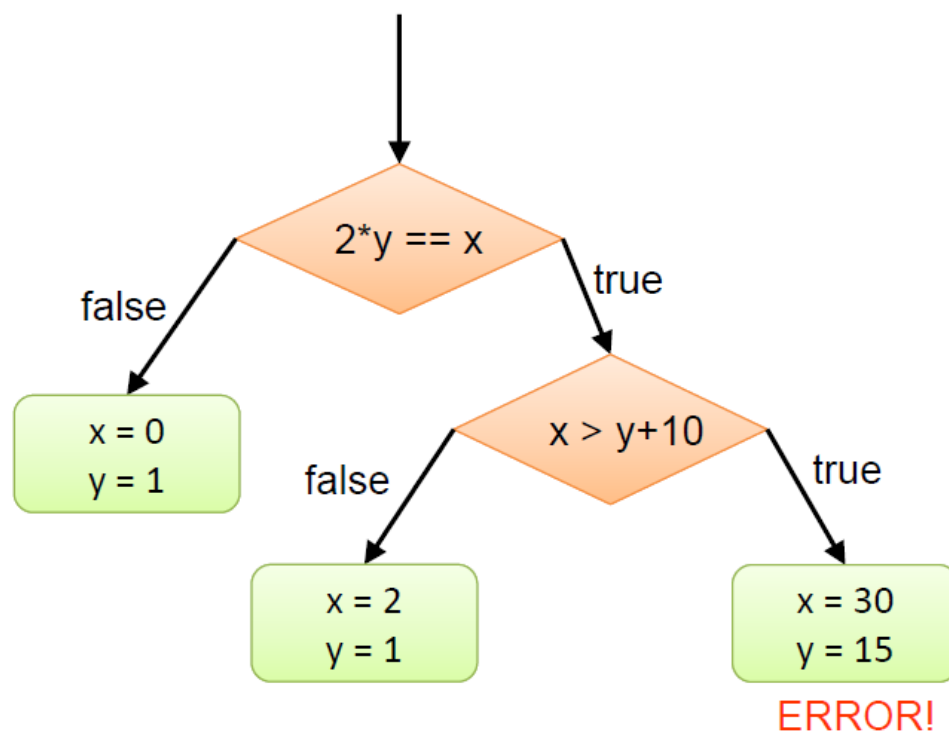 2*y == x
false
true
x = 0
y = 1
x > y+10
false
true
x = 2
y = 1
x = 30
y = 15
ERROR!